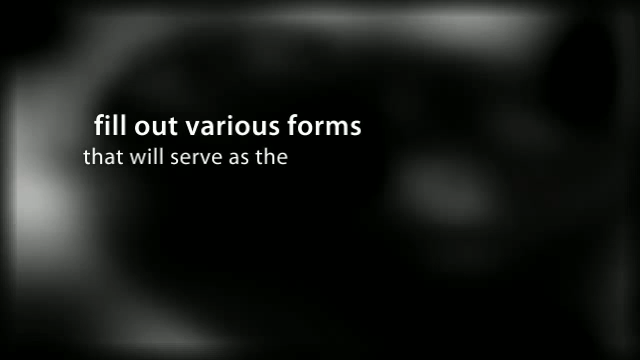 fill out various forms
that will serve as the